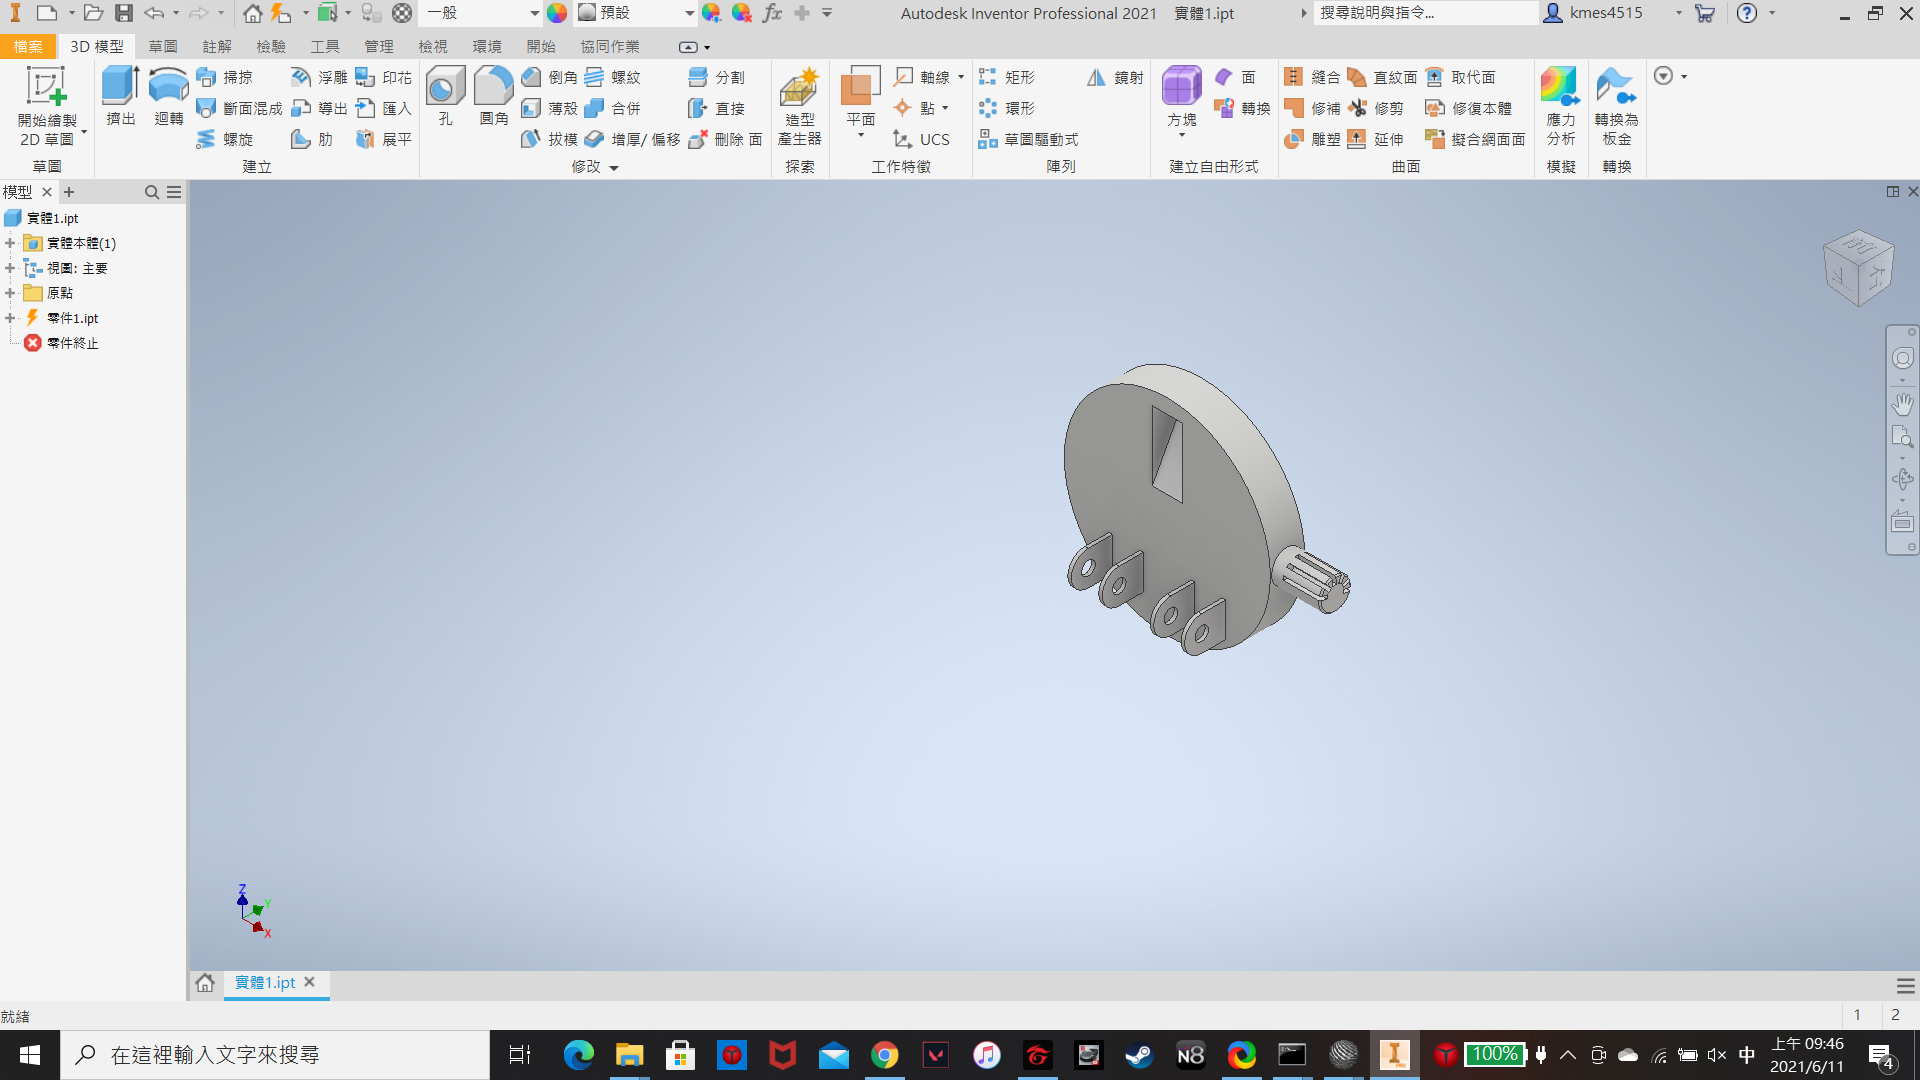 一般
預設
fx
Autodesk Inventor Professional 2021 實體1.ipt
搜尋說明與指令...
kmes4515
檔案
3D 模型
草圖
註解
檢驗
工具
管理
檢視
環境
開始
協同作業
開始繪製
2D 草圖
草圖
擠出
迴轉
掃掠
斷面混成
螺旋
浮雕
導出
肋
印花
匯入
展平
建立
孔
圓角
倒角
薄殼
拔模
螺紋
合併
增厚/ 偏移
分割
直接
刪除 面
修改
造型
產生器
探索
平面
軸線
點
UCS
工作特徵
矩形
環形
草圖驅動式
鏡射
陣列
方塊
面
轉換
建立自由形式
縫合
修補
雕塑
直紋面
修剪
延伸
取代面
修復本體
擬合網面面
曲面
應力
分析
模擬
轉換為
板金
轉換
模型
實體1.ipt
實體本體(1)
視圖: 主要
原點
零件1.ipt
零件終止
Z
Y
X
實體1.ipt
就緒
1
2
在這裡輸入文字來搜尋
N8
100%
中
上午 09:46
2021/6/11
4